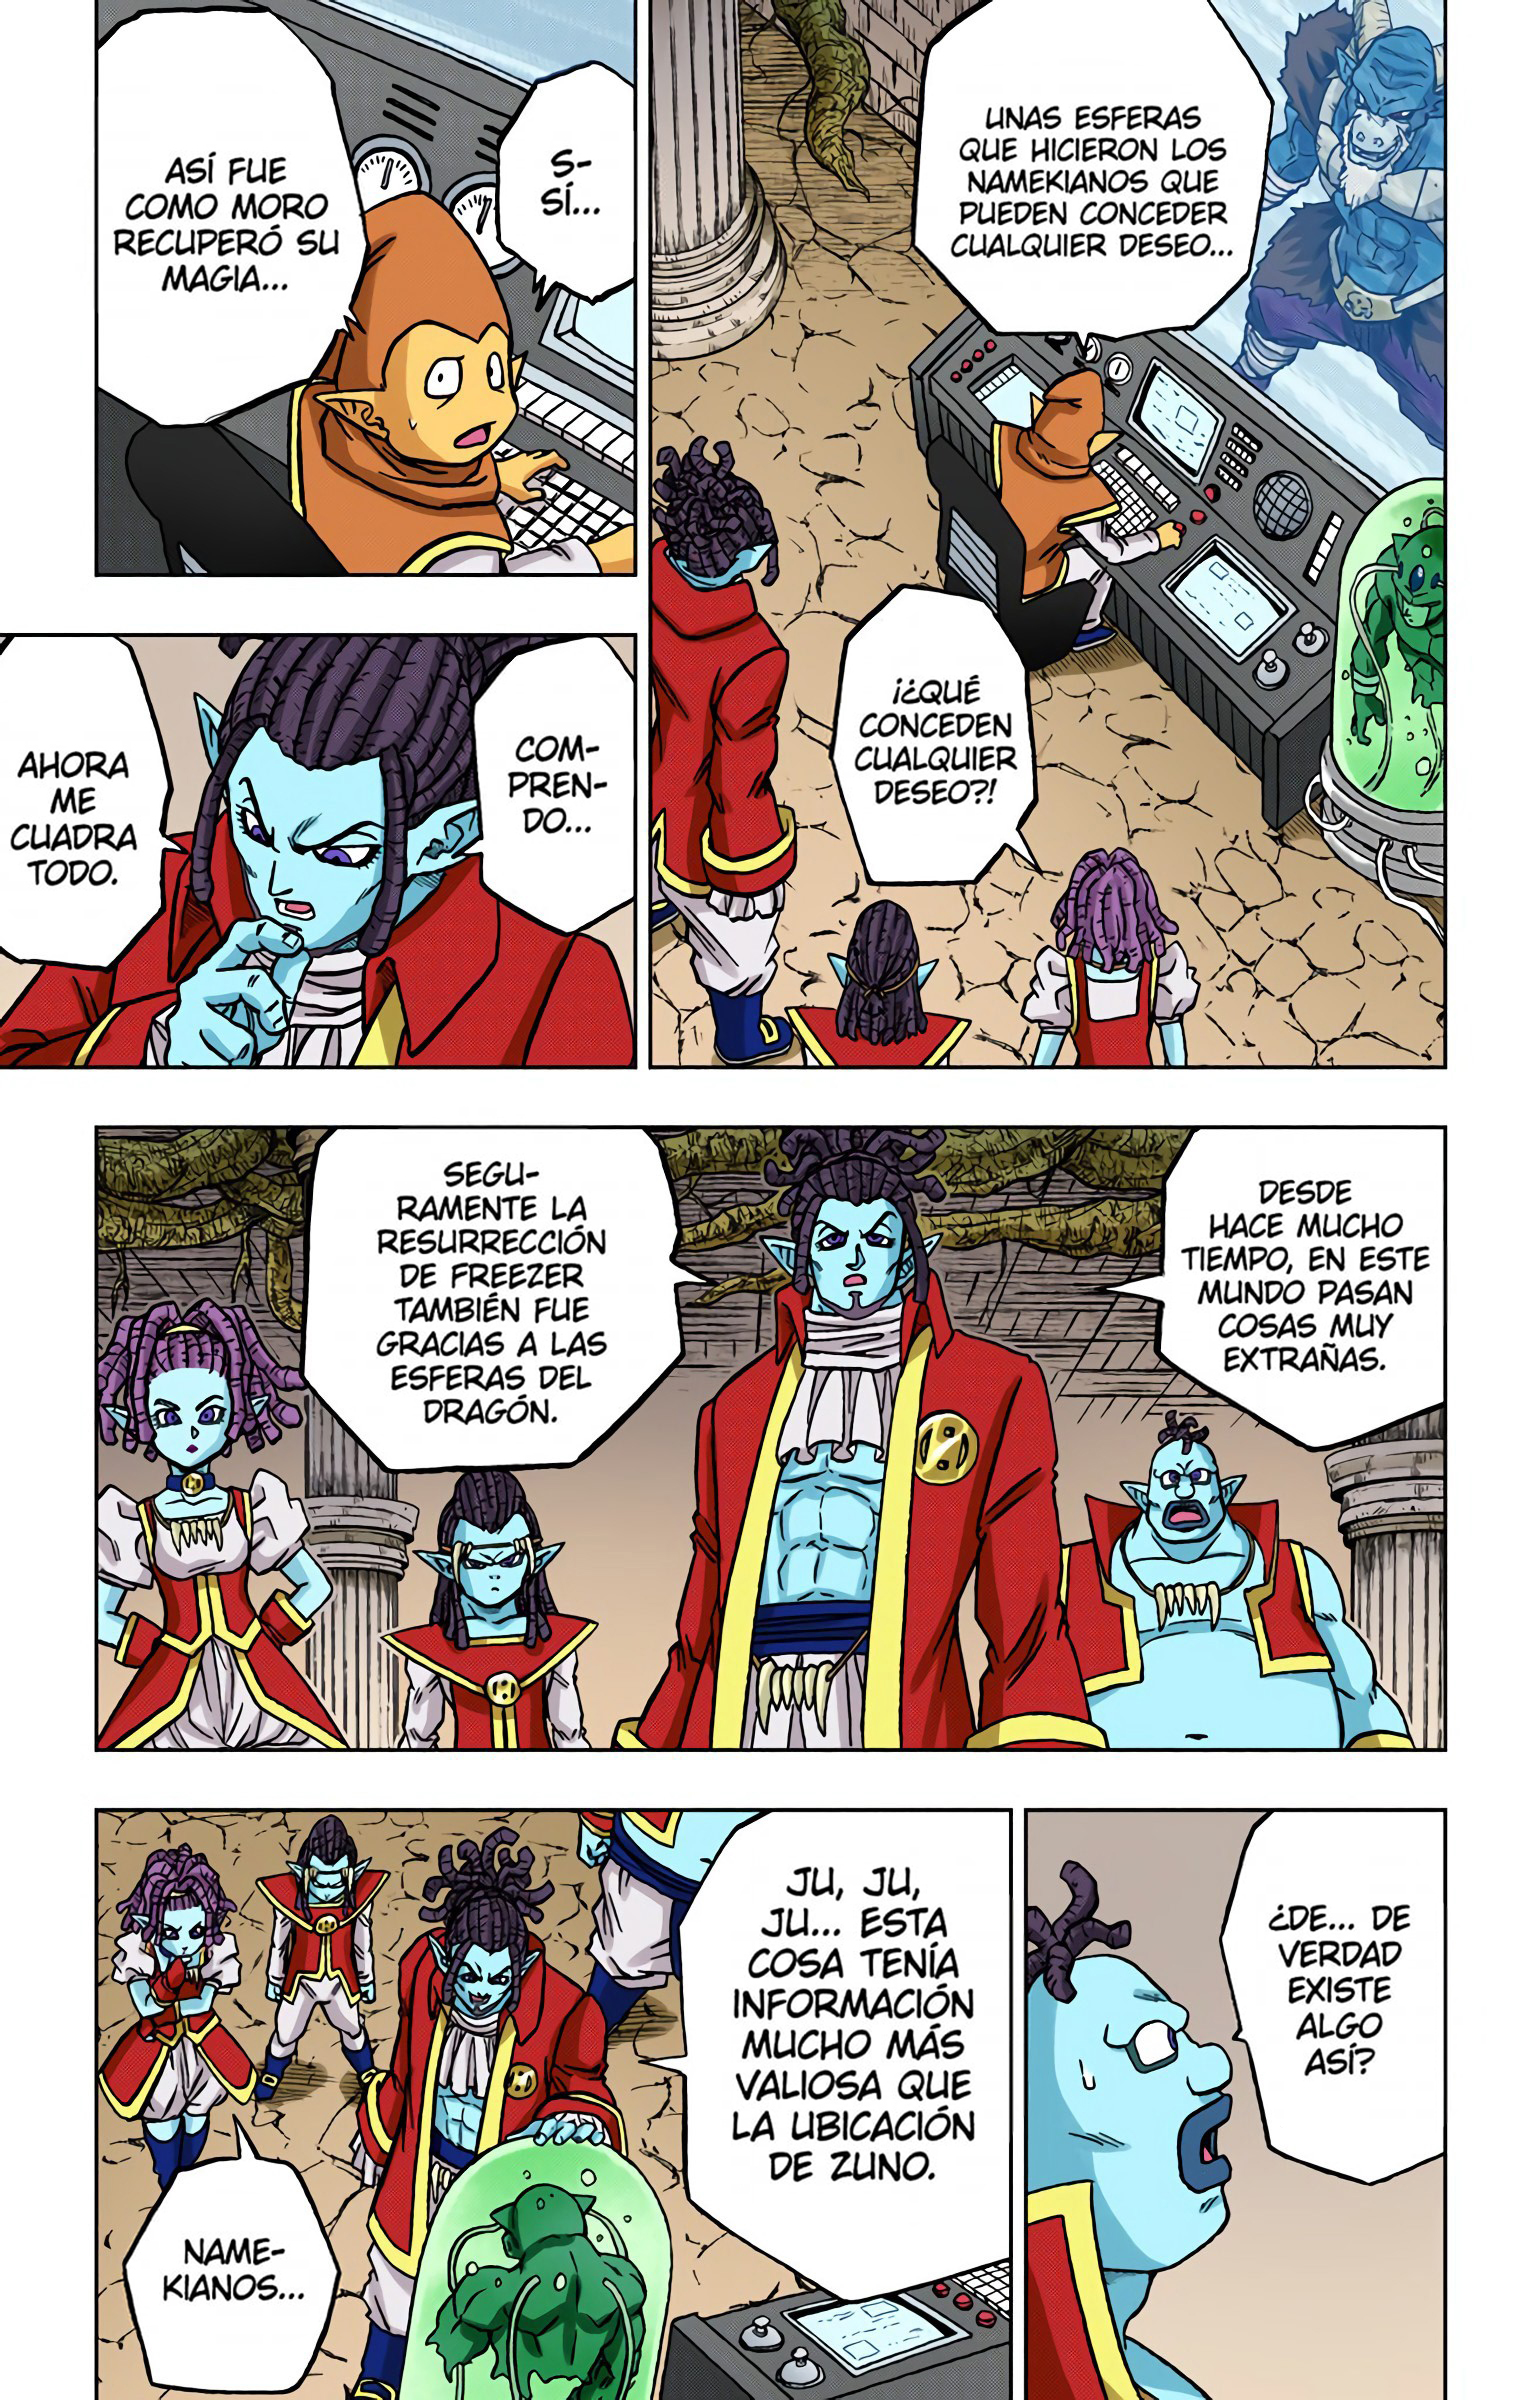 UNAS ESFERAS
QUE HICIERON LOS
NAMEKIANOS QUE
PUEDEN CONCEDER
CUALQUIER DESEO...
¡¿QUÉ
CONCEDEN
CUALQUIER
DESEO?!
S-
SÍ...
ASÍ FUE
COMO MORO
RECUPERÓ SU
MAGIA...
COM-
PREN-
DO...
AHORA
ME
CUADRA
TODO.
DESDE
HACE MUCHO
TIEMPO, EN ESTE
MUNDO PASAN
COSAS MUY
EXTRAÑAS.
SEGU-
RAMENTE LA
RESURRECCIÓN
DE FREEZER
TAMBIÉN FUE
GRACIAS A LAS
ESFERAS DEL
DRAGÓN.
¿DE... DE
VERDAD
EXISTE
ALGO
ASÍ?
JU, JU,
JU... ESTA
COSA TENÍA
INFORMACIÓN
MUCHO MÁS
VALIOSA QUE
LA UBICACIÓN
DE ZUNO.
NAME-
KIANOS...